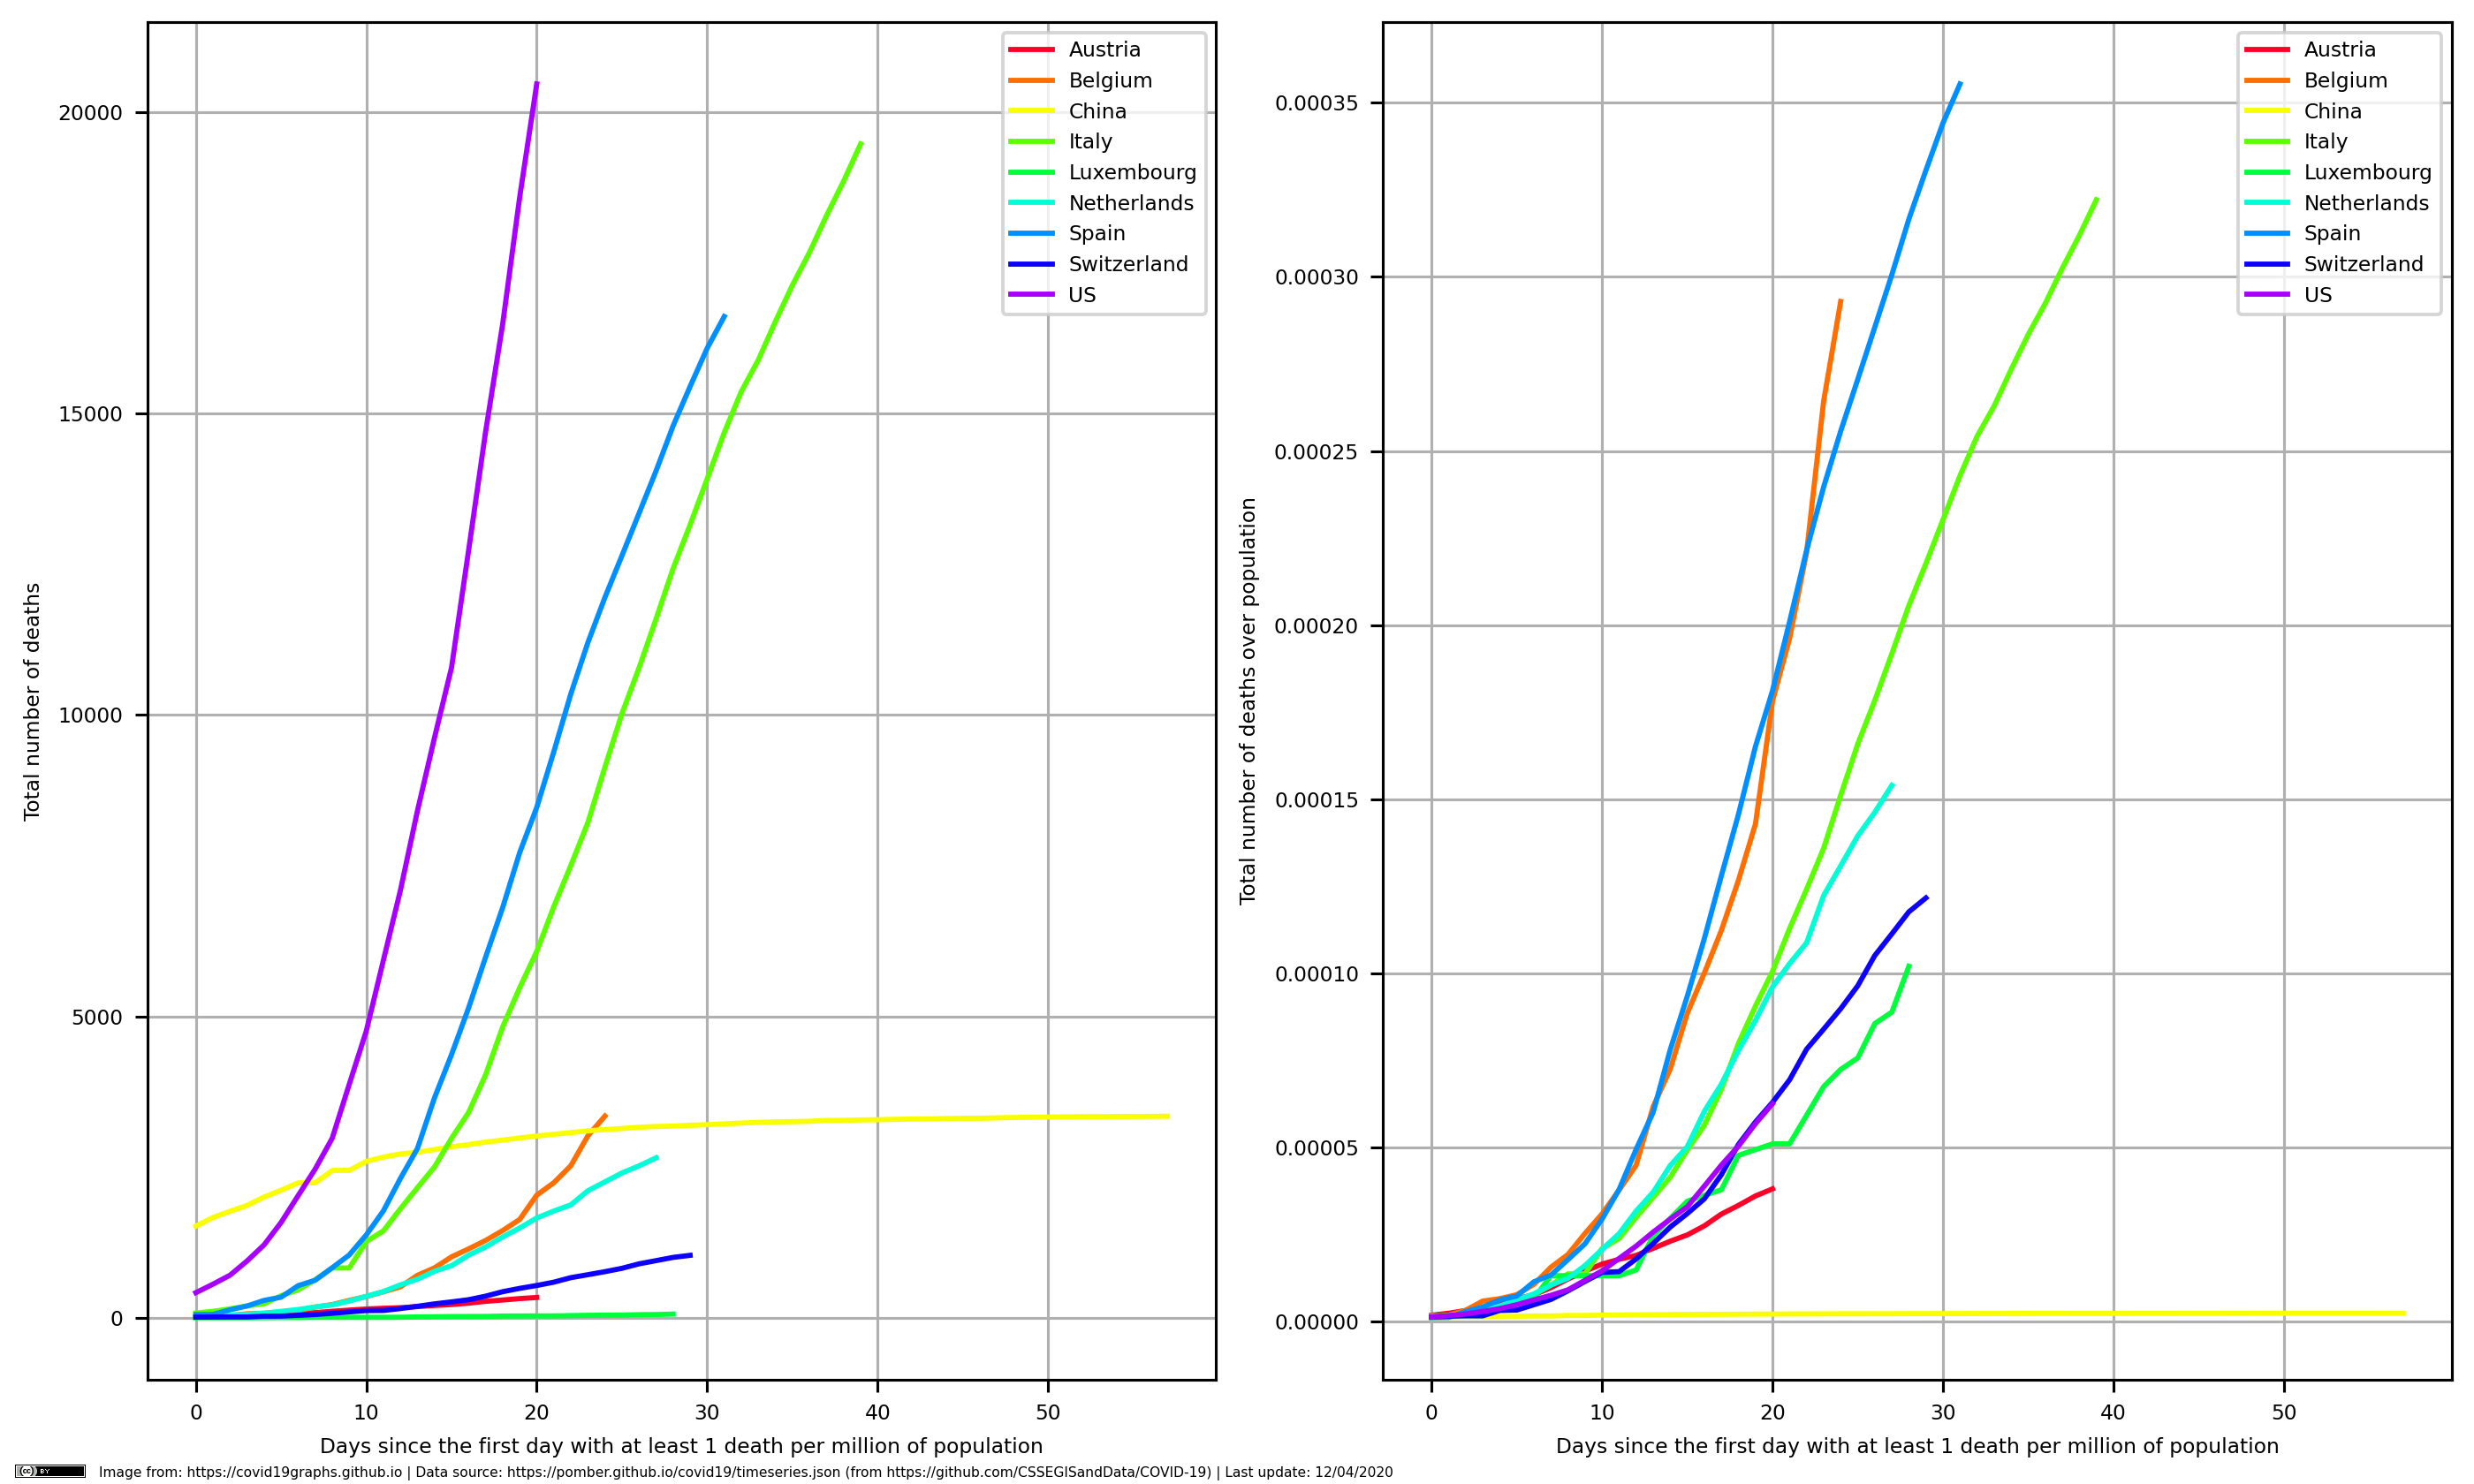 Total number of deaths
20000
15000
10000
5000
0
0 10 20 30 40 50
Days since the first day with at least 1 death per million of population
Austria
Belgium
China
Italy
Luxembourg
Netherlands
Spain
Switzerland
US
Total number of deaths over population
0.00035
0.00030
0.00025
0.00020
0.00015
0.00010
0.00005
0.00000
0 10 20 30 40 50
Days since the first day with at least 1 death per million of population
Austria
Belgium
China
Italy
Luxembourg
Netherlands
Spain
Switzerland
US
(cc) BY Image from: https://covid19graphs.github.io | Data source: https://pomber.github.io/covid19/timeseries.json (from https://github.com/CSSEGISandData/COVID-19) | Last update: 12/04/2020